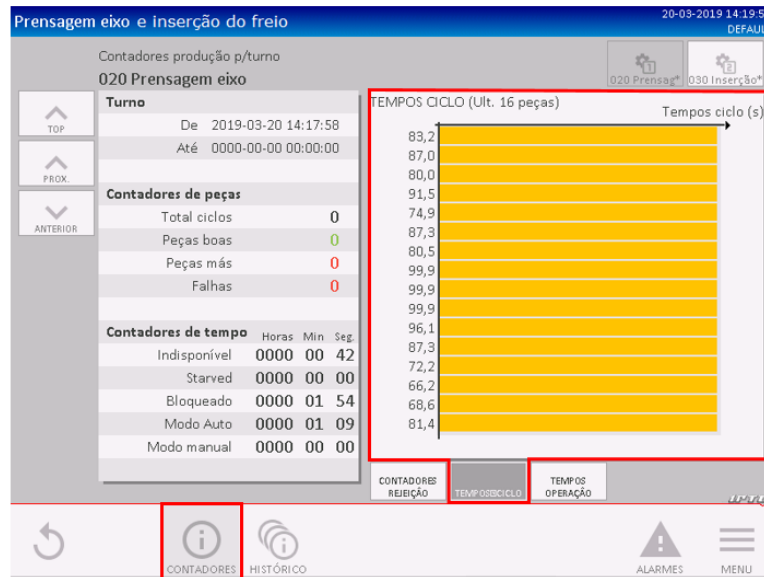 Prensagem eixo e inserção do freio
20-03-2019 14:19:5
DEFAUL
Contadores produção p/turno
020 Prensagem eixo
020 Prensag*
030 Inserção*
TOP
PROX.
ANTERIOR
Turno
De 2019-03-20 14:17:58
Até 0000-00-00 00:00:00
Contadores de peças
Total ciclos 0
Peças boas 0
Peças más 0
Falhas 0
Contadores de tempo Horas Min Seg.
Indisponível 0000 00 42
Starved 0000 00 00
Bloqueado 0000 01 54
Modo Auto 0000 01 09
Modo manual 0000 00 00
TEMPOS CICLO (Ult. 16 peças)
Tempos ciclo (s)
83,2
87,0
80,0
91,5
74,9
87,3
80,5
99,9
99,9
99,9
96,1
87,3
72,2
66,2
68,6
81,4
CONTADORES
REJEIÇÃO
TEMPOS CICLO
TEMPOS
OPERAÇÃO
CONTADORES
HISTÓRICO
ALARMES
MENU